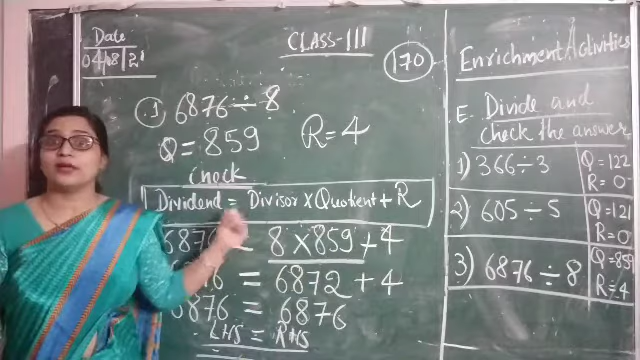 Date
04/08/21
CLASS-III
170
1) 6876 ÷ 8
Q = 859 R = 4
Check
Dividend = Divisor × Quotient + R
6876 = 8 × 859 + 4
= 6872 + 4
6876 = 6876
LHS = RHS
Enrichment Activities
E. Divide and
check the answer
1) 366 ÷ 3 Q = 122
R = 0
2) 605 ÷ 5 Q = 121
R = 0
3) 6876 ÷ 8 Q = 859
R = 4